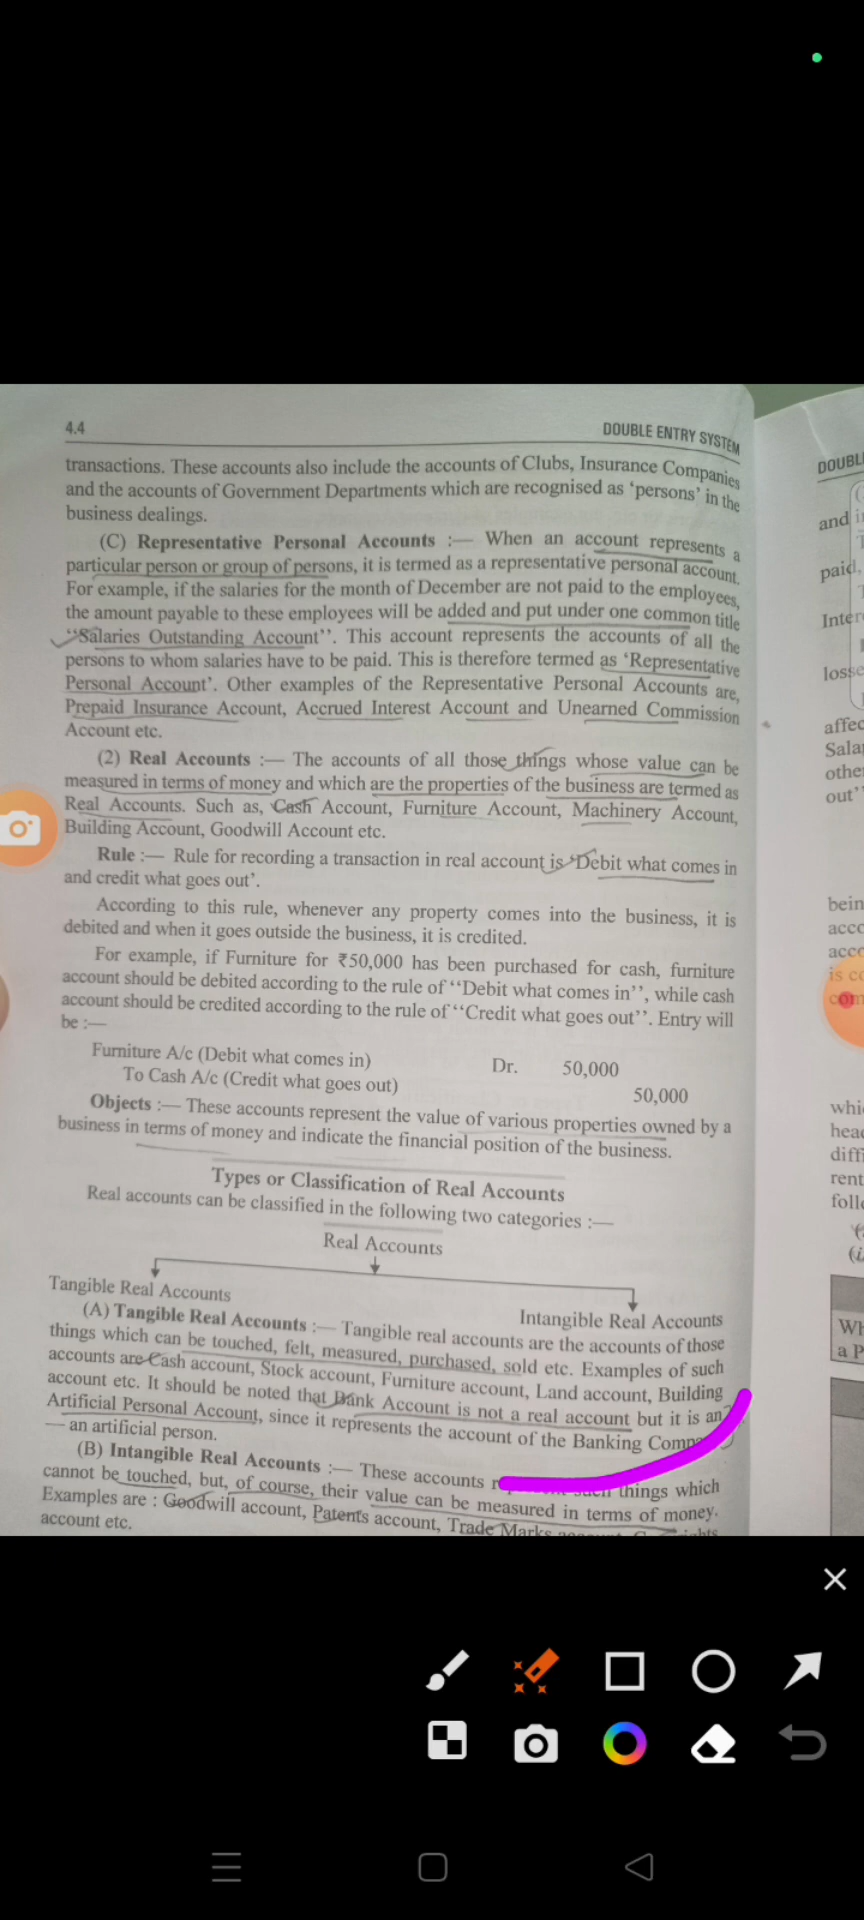 4.4
DOUBLE ENTRY SYSTEM
transactions. These accounts also include the accounts of Clubs, Insurance Companies
and the accounts of Government Departments which are recognised as ‘persons’ in the
business dealings.
(C) Representative Personal Accounts :— When an account represents a
particular person or group of persons, it is termed as a representative personal account.
For example, if the salaries for the month of December are not paid to the employees,
the amount payable to these employees will be added and put under one common title
‘‘Salaries Outstanding Account’’. This account represents the accounts of all the
persons to whom salaries have to be paid. This is therefore termed as ‘Representative
Personal Account’. Other examples of the Representative Personal Accounts are,
Prepaid Insurance Account, Accrued Interest Account and Unearned Commission
Account etc.
(2) Real Accounts :— The accounts of all those things whose value can be
measured in terms of money and which are the properties of the business are termed as
Real Accounts. Such as, Cash Account, Furniture Account, Machinery Account,
Building Account, Goodwill Account etc.
Rule :— Rule for recording a transaction in real account is ‘Debit what comes in
and credit what goes out’.
According to this rule, whenever any property comes into the business, it is
debited and when it goes outside the business, it is credited.
For example, if Furniture for ₹50,000 has been purchased for cash, furniture
account should be debited according to the rule of ‘‘Debit what comes in’’, while cash
account should be credited according to the rule of ‘‘Credit what goes out’’. Entry will
be :—
Furniture A/c (Debit what comes in) Dr. 50,000
To Cash A/c (Credit what goes out) 50,000
Objects :— These accounts represent the value of various properties owned by a
business in terms of money and indicate the financial position of the business.
Types or Classification of Real Accounts
Real accounts can be classified in the following two categories :—
Real Accounts
Tangible Real Accounts
Intangible Real Accounts
(A) Tangible Real Accounts :— Tangible real accounts are the accounts of those
things which can be touched, felt, measured, purchased, sold etc. Examples of such
accounts are Cash account, Stock account, Furniture account, Land account, Building
account etc. It should be noted that Bank Account is not a real account but it is an
Artificial Personal Account, since it represents the account of the Banking
an artificial person.
(B) Intangible Real Accounts :— These accounts things which
cannot be touched, but, of course, their value can be measured in terms of money.
Examples are : Goodwill account, Patents account, Trade Marks
account etc.
and
paid,
affec
Sala
othe
out’’